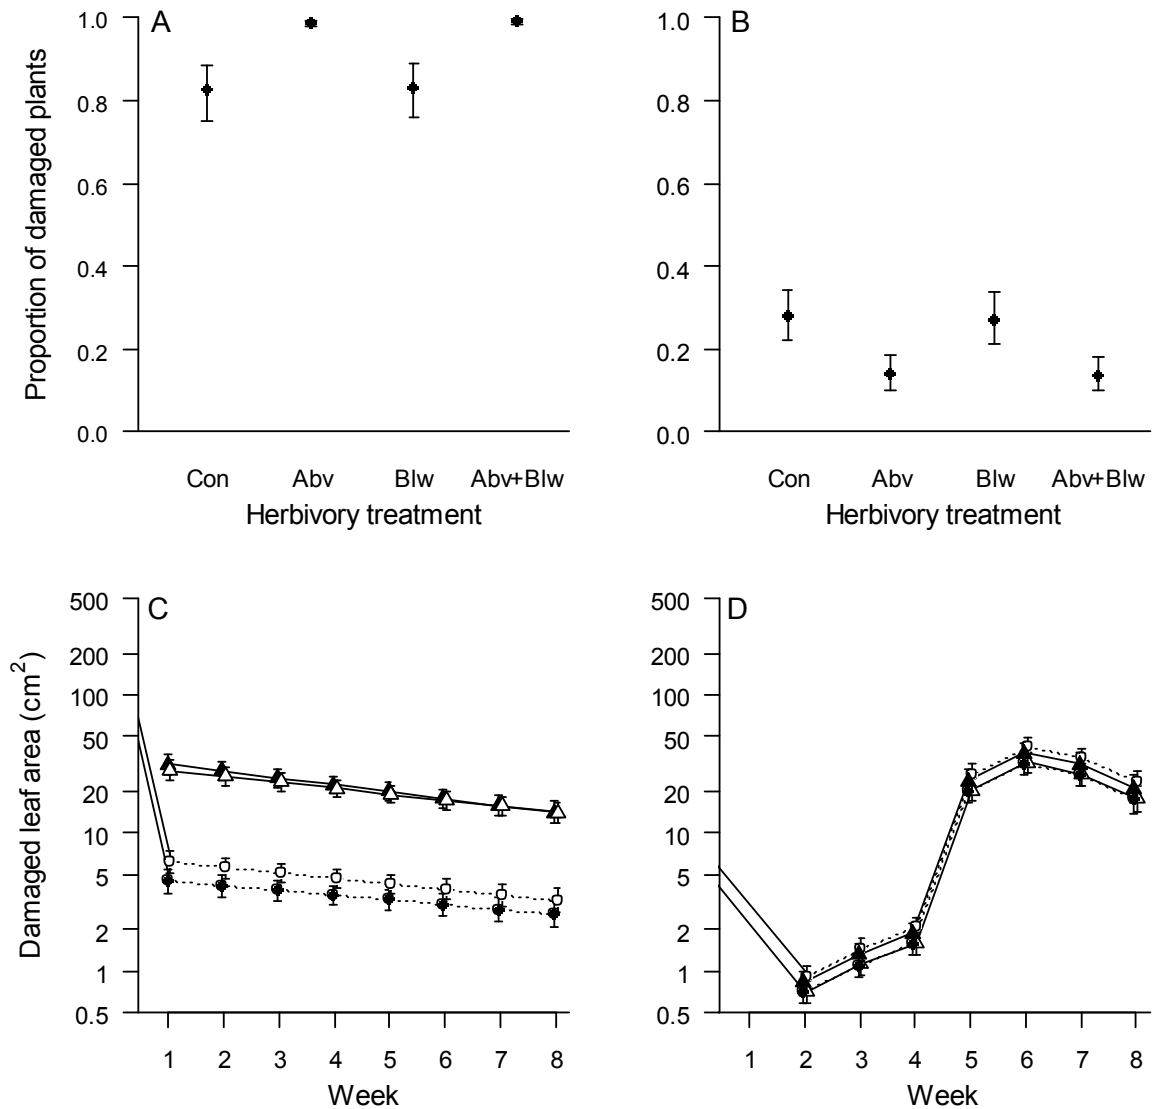 A
B
Proportion of damaged plants
1.0
0.8
0.6
0.4
0.2
0.0
Con Abv Blw Abv+Blw
Herbivory treatment
1.0
0.8
0.6
0.4
0.2
0.0
Con Abv Blw Abv+Blw
Herbivory treatment
C
Damaged leaf area (cm²)
500
200
100
50
20
10
5
2
1
0.5
1 2 3 4 5 6 7 8
Week
D
500
200
100
50
20
10
5
2
1
0.5
1 2 3 4 5 6 7 8
Week